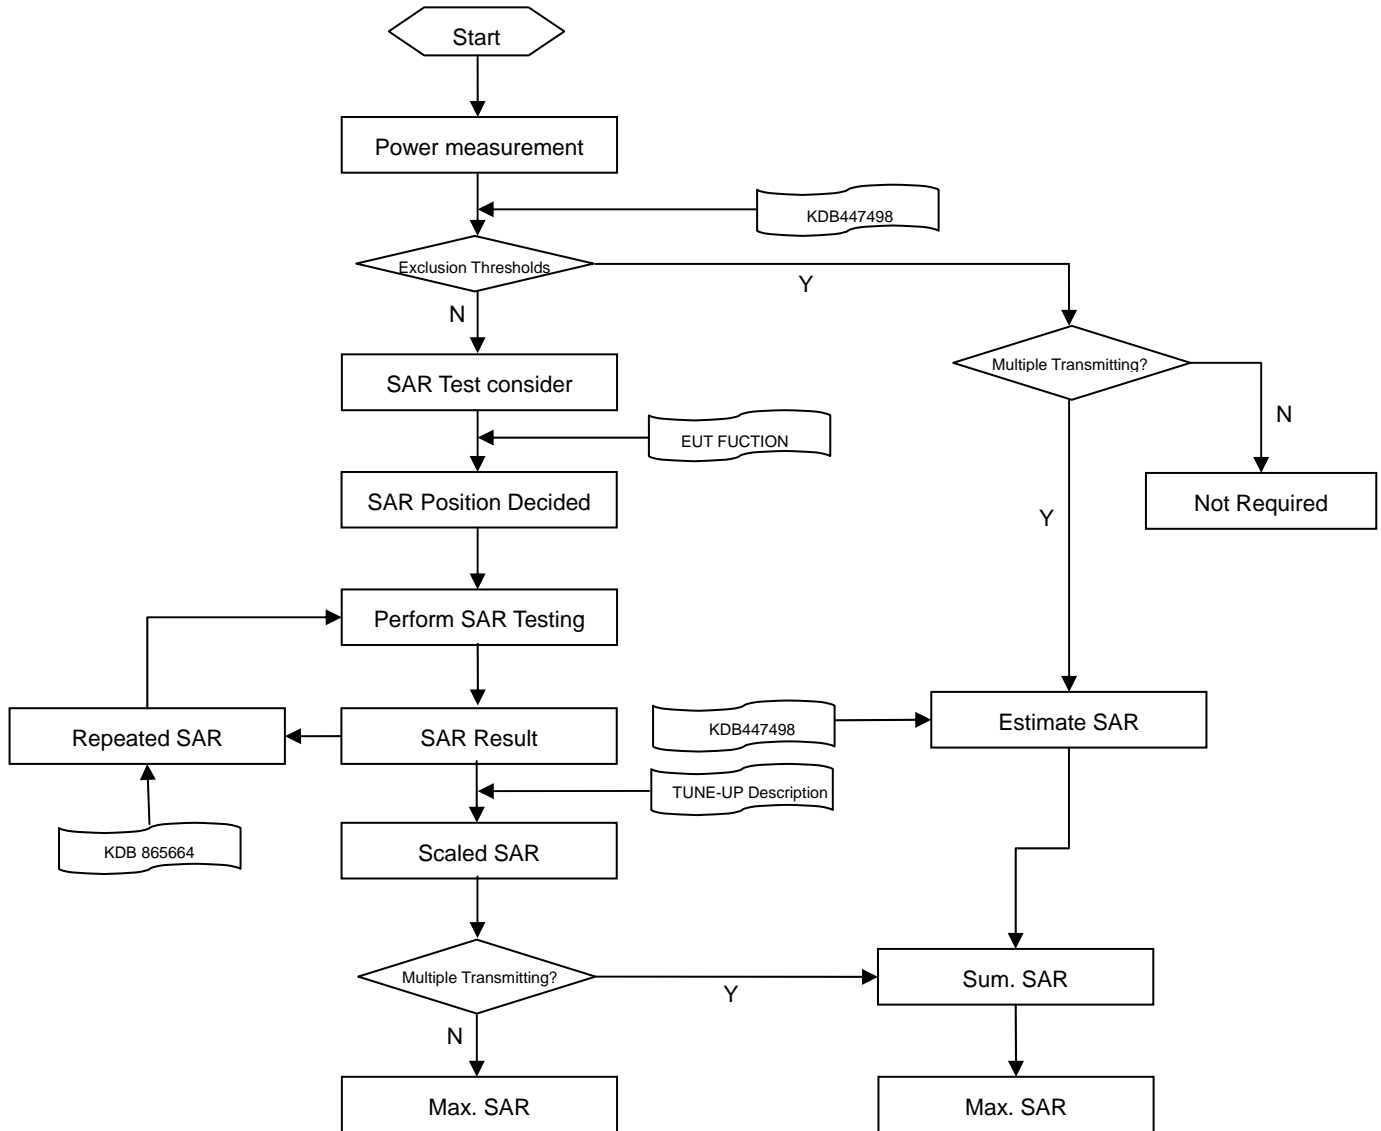 Start
Power measurement
KDB447498
Exclusion Thresholds
Y
N
Multiple Transmitting?
SAR Test consider
N
EUT FUCTION
SAR Position Decided
Not Required
Y
Perform SAR Testing
Repeated SAR
SAR Result
KDB447498
Estimate SAR
TUNE-UP Description
KDB 865664
Scaled SAR
Multiple Transmitting?
Y
Sum. SAR
N
Max. SAR
Max. SAR